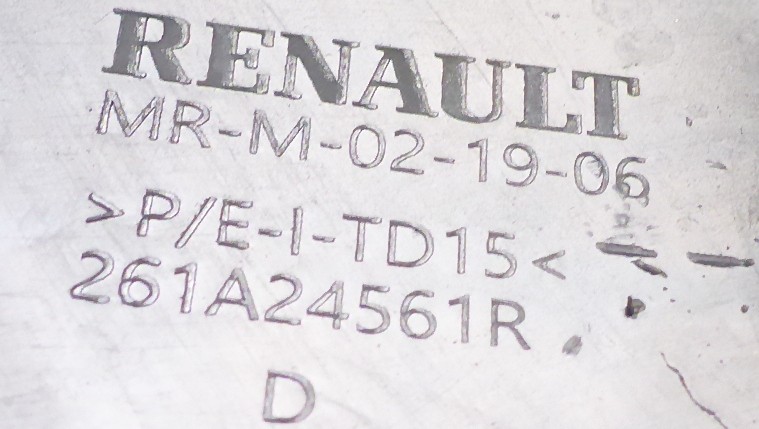 RENAULT
MR-M-02-19-06
>P/E-I-TD15<
261A24561R
D